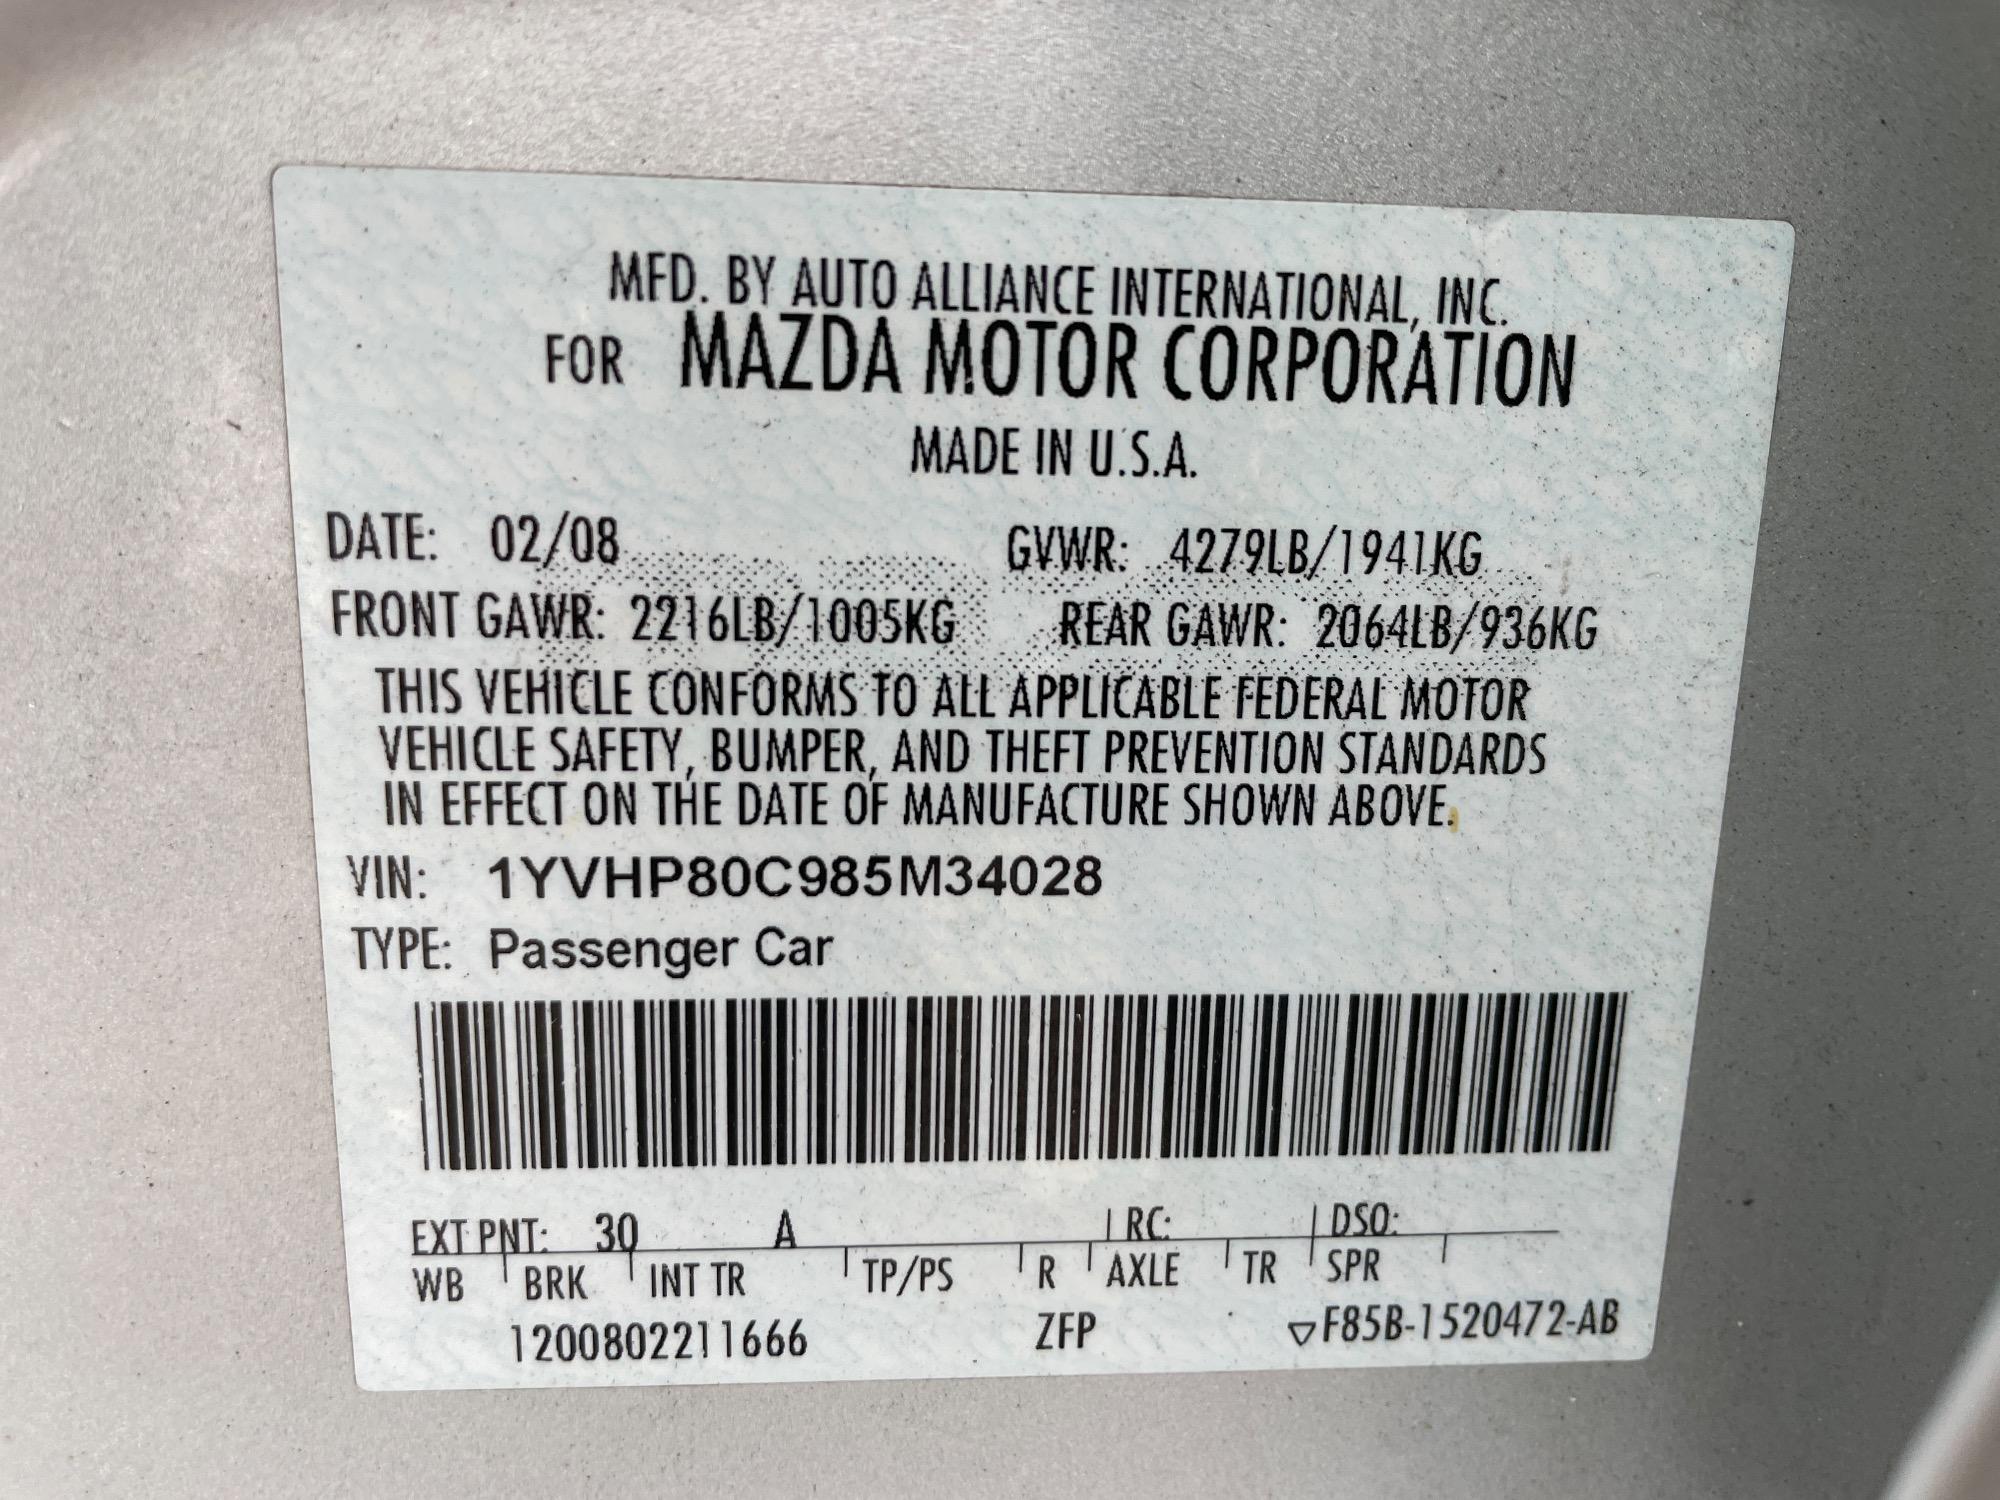 MFD. BY AUTO ALLIANCE INTERNATIONAL, INC.
FOR MAZDA MOTOR CORPORATION
MADE IN U.S.A.
DATE: 02/08 GVWR: 4279LB/1941KG
FRONT GAWR: 2216LB/1005KG REAR GAWR: 2064LB/936KG
THIS VEHICLE CONFORMS TO ALL APPLICABLE FEDERAL MOTOR
VEHICLE SAFETY, BUMPER, AND THEFT PREVENTION STANDARDS
IN EFFECT ON THE DATE OF MANUFACTURE SHOWN ABOVE.
VIN: 1YVHP80C985M34028
TYPE: Passenger Car
EXT PNT: 30 A RC: DSO:
WB BRK INT TR TP/PS R AXLE TR SPR
1200802211666 ZFP ▽F85B-1520472-AB